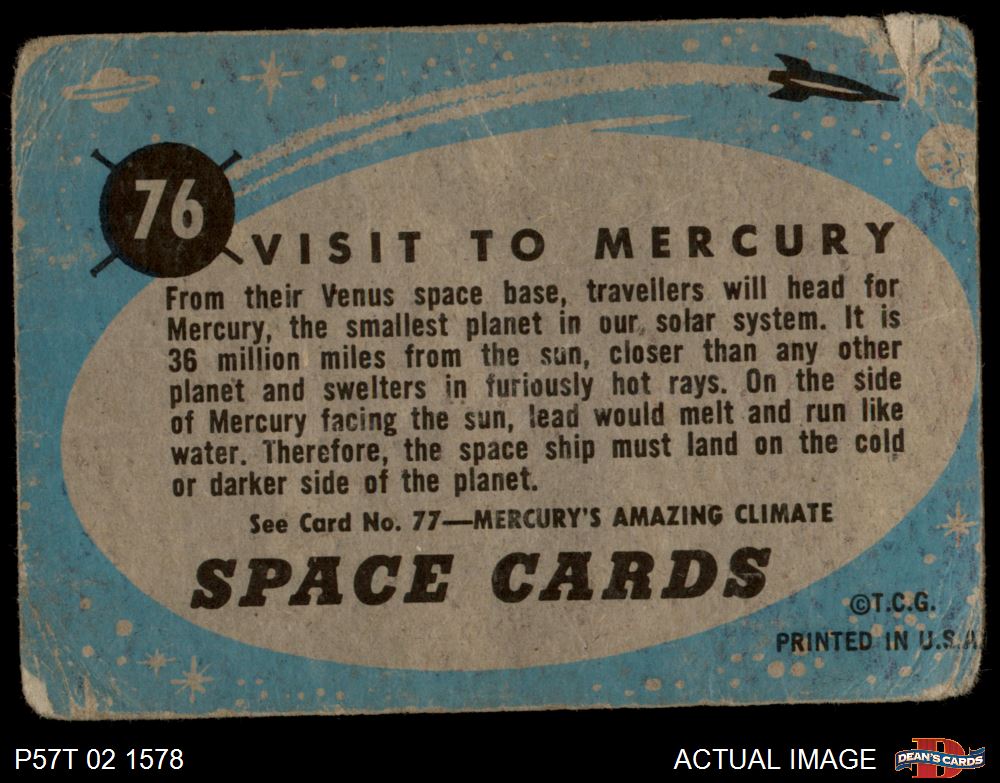 76
VISIT TO MERCURY
From their Venus space base, travellers will head for
Mercury, the smallest planet in our solar system. It is
36 million miles from the sun, closer than any other
planet and swelters in furiously hot rays. On the side
of Mercury facing the sun, lead would melt and run like
water. Therefore, the space ship must land on the cold
or darker side of the planet.
See Card No. 77—MERCURY'S AMAZING CLIMATE
SPACE CARDS
©T.C.G.
PRINTED IN U.S.A.
P57T 02 1578
ACTUAL IMAGE
D
DEAN'S CARDS